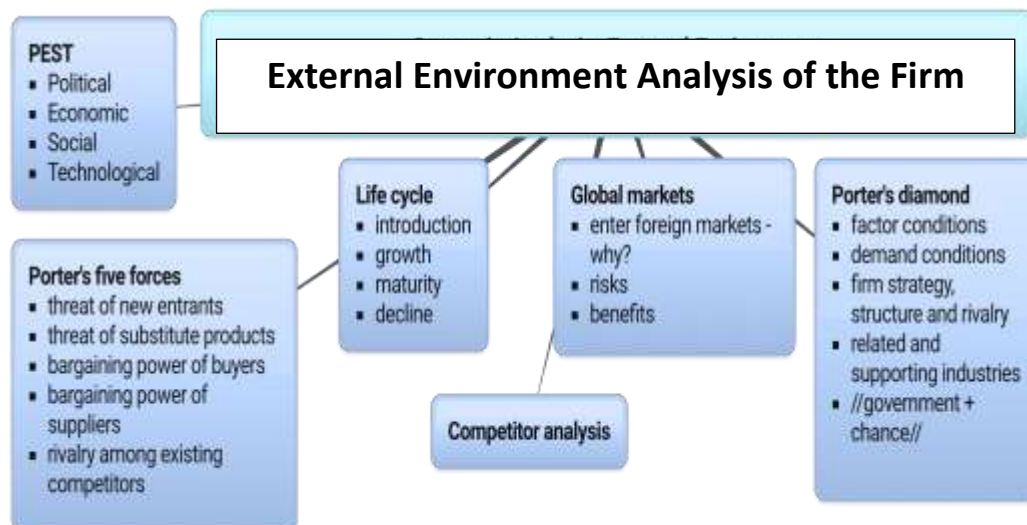 External Environment Analysis of the Firm
PEST
▪ Political
▪ Economic
▪ Social
▪ Technological
Life cycle
▪ introduction
▪ growth
▪ maturity
▪ decline
Global markets
▪ enter foreign markets -
why?
▪ risks
▪ benefits
Porter's diamond
▪ factor conditions
▪ demand conditions
▪ firm strategy,
structure and rivalry
▪ related and
supporting industries
▪ //government +
chance//
Porter's five forces
▪ threat of new entrants
▪ threat of substitute products
▪ bargaining power of buyers
▪ bargaining power of
suppliers
▪ rivalry among existing
competitors
Competitor analysis